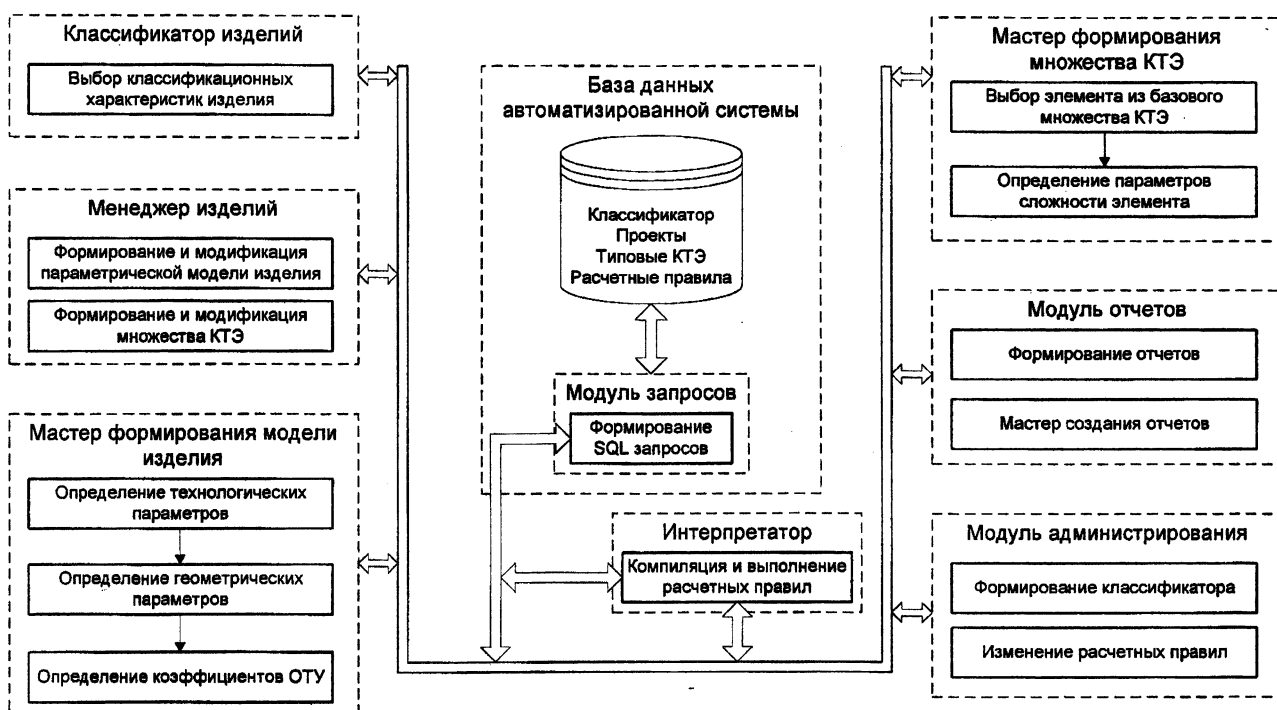 Классификатор изделий
Выбор классификационных
характеристик изделия
Менеджер изделий
Формирование и модификация
параметрической модели изделия
Формирование и модификация
множества КТЭ
Мастер формирования модели
изделия
Определение технологических
параметров
Определение геометрических
параметров
Определение коэффициентов ОТУ
База данных
автоматизированной системы
Классификатор
Проекты
Типовые КТЭ
Расчетные правила
Модуль запросов
Формирование
SQL запросов
Интерпретатор
Компиляция и выполнение
расчетных правил
Мастер формирования
множества КТЭ
Выбор элемента из базового
множества КТЭ
Определение параметров
сложности элемента
Модуль отчетов
Формирование отчетов
Мастер создания отчетов
Модуль администрирования
Формирование классификатора
Изменение расчетных правил